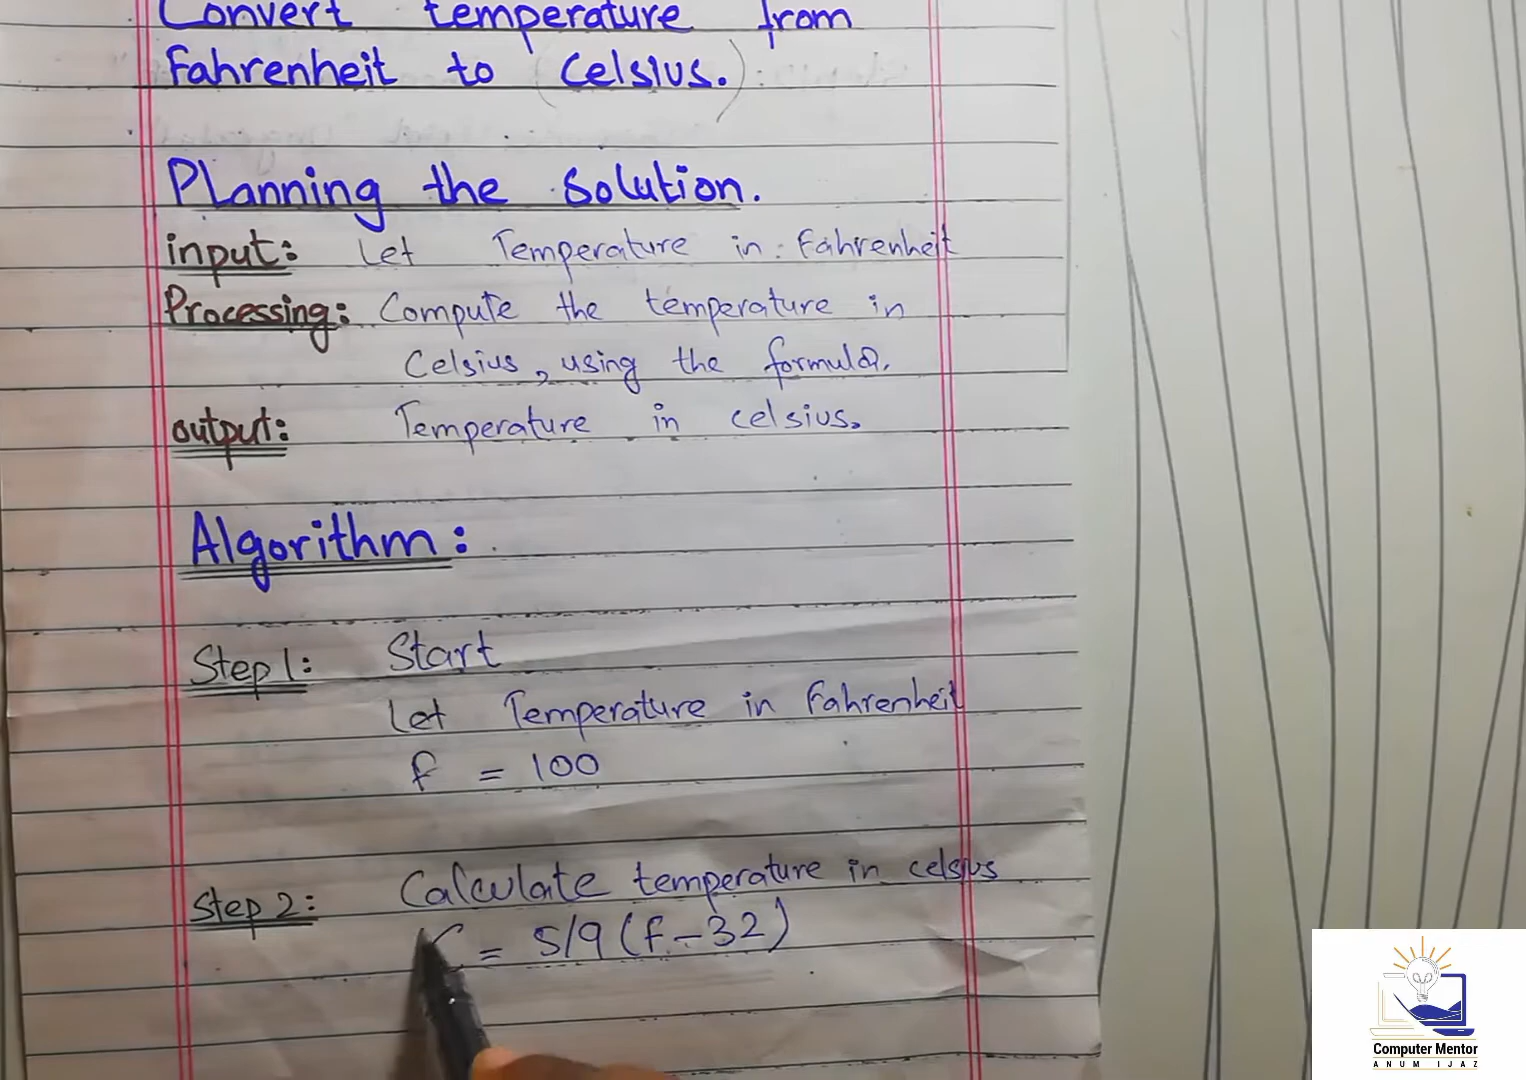 Convert temperature from
Fahrenheit to (Celsius.)
Planning the Solution.
input: Let Temperature in Fahrenheit
Processing: Compute the temperature in
Celsius, using the formula.
output: Temperature in celsius.
Algorithm:
Step 1: Start
Let Temperature in Fahrenheit
f = 100
Step 2: Calculate temperature in celsius
C = 5/9 (f-32)
Computer Mentor
ANUM IJAZ